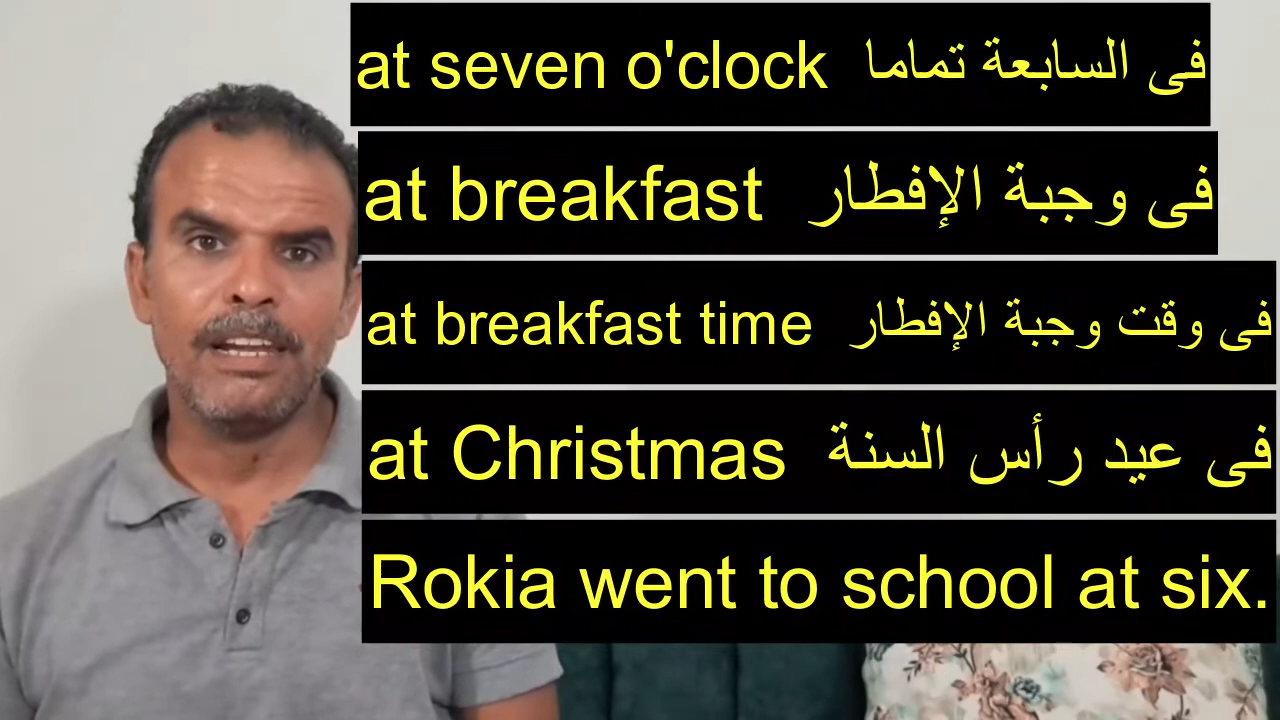 at seven o'clock فى السابعة تماما
at breakfast فى وجبة الإفطار
at breakfast time فى وقت وجبة الإفطار
at Christmas فى عيد رأس السنة
Rokia went to school at six.